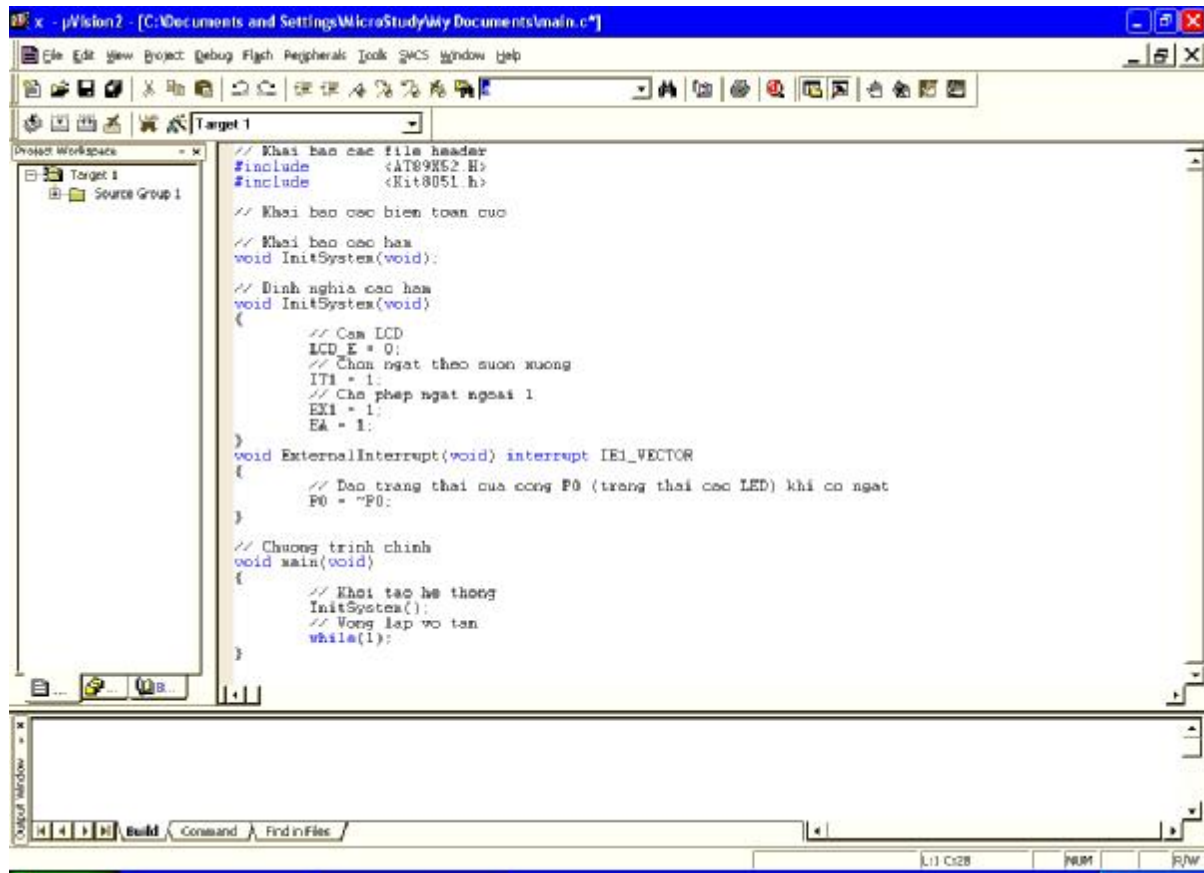 x - µVision2 - [C:\Documents and Settings\MicroStudy\My Documents\main.c*]
File Edit View Project Debug Flash Peripherals Tools SVCS Window Help
Target 1
Project Workspace
Target 1
Source Group 1
// Khai bao cac file header
#include <AT89X52.H>
#include <Kit8051.h>
// Khai bao cac bien toan cuc
// Khai bao cac ham
void InitSystem(void);
// Dinh nghia cac ham
void InitSystem(void)
{
// Cam LCD
LCD_E = 0;
// Chon ngat theo suon xuong
IT1 = 1;
// Cho phep ngat ngoai 1
EX1 = 1;
EA = 1;
}
void ExternalInterrupt(void) interrupt IE1_VECTOR
{
// Dao trang thai cua cong P0 (trang thai cac LED) khi co ngat
P0 = ~P0;
}
// Chuong trinh chinh
void main(void)
{
// Khoi tao he thong
InitSystem();
// Vong lap vo tan
while(1);
}
... ... B...
Output Window
Build Command Find in Files
L:1 C:28 NUM R/W